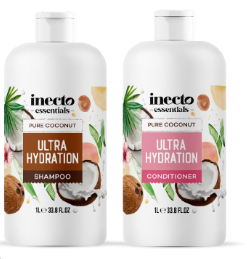 inecto
essentials
PURE COCONUT
ULTRA
HYDRATION
SHAMPOO
1L℮33.8 FL.OZ
inecto
essentials
PURE COCONUT
ULTRA
HYDRATION
CONDITIONER
1L℮33.8 FL.OZ